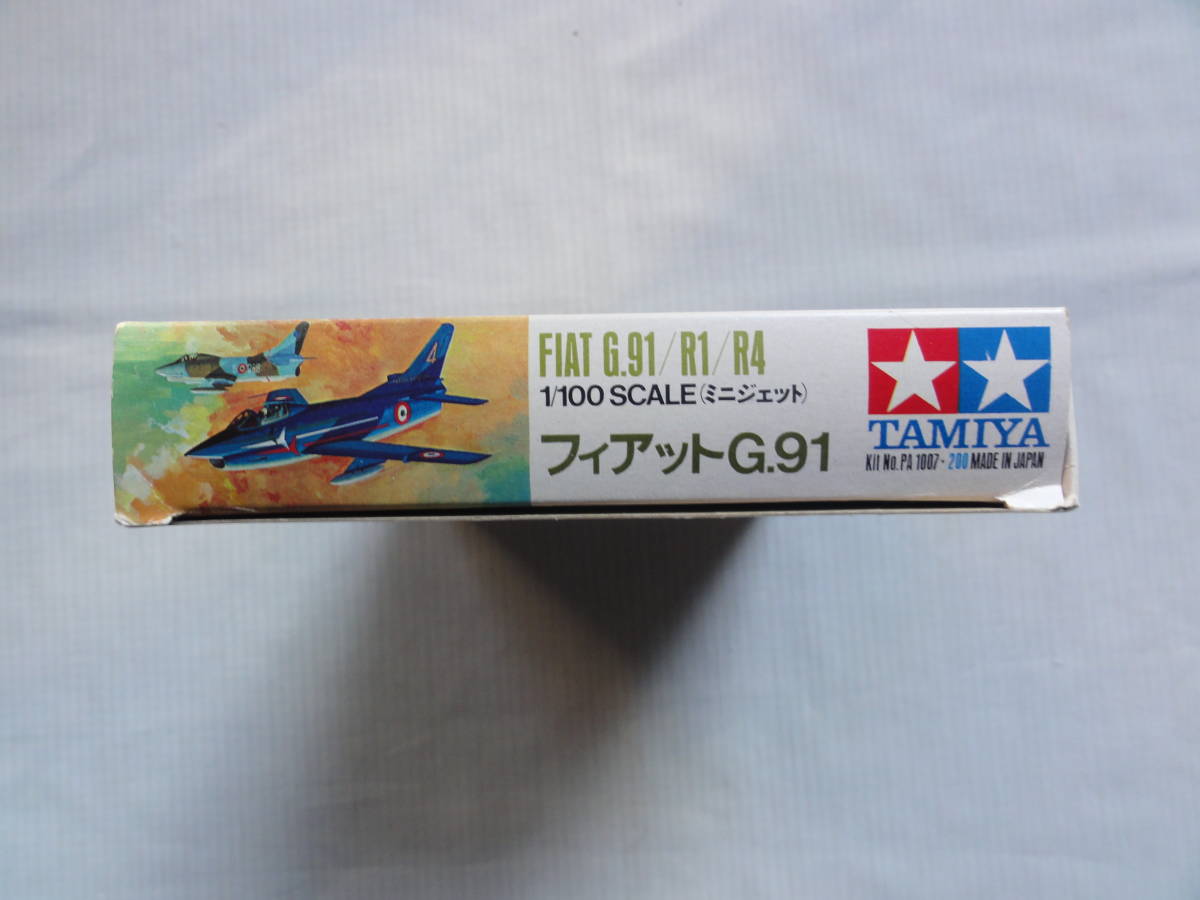 FIAT G.91/R1/R4
1/100 SCALE(ミニジェット)
フィアットG.91
TAMIYA
Kit No. PA 1007-200 MADE IN JAPAN
4